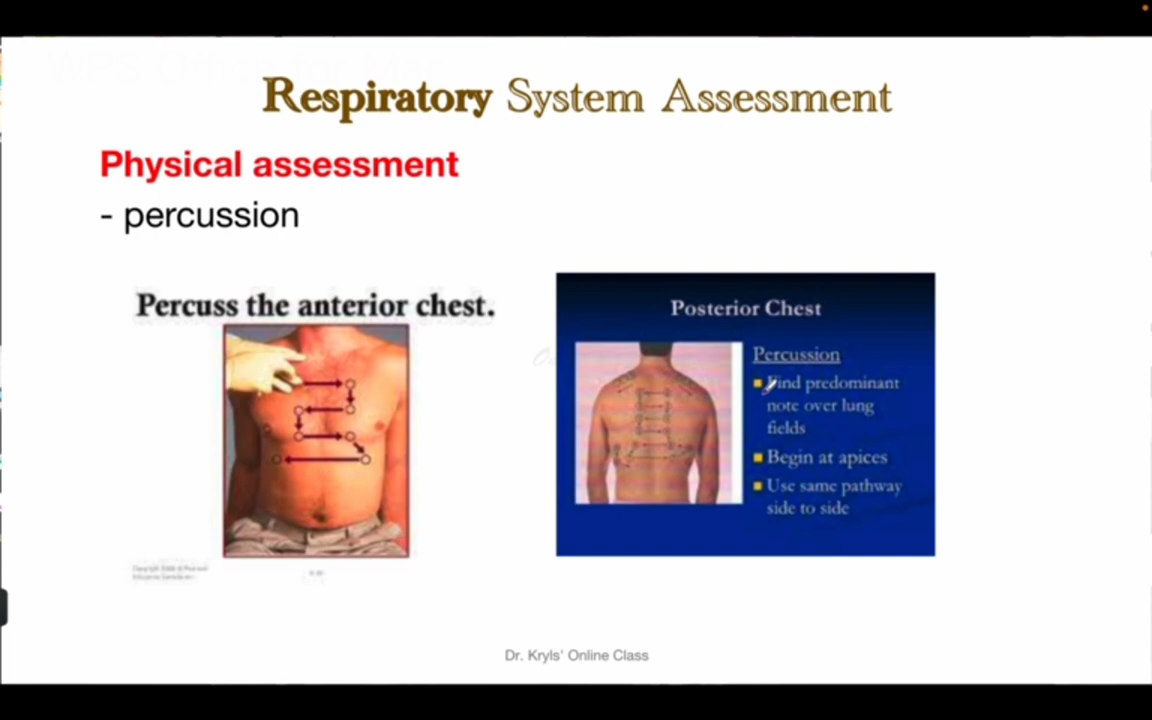 Respiratory System Assessment
Physical assessment
- percussion
Percuss the anterior chest.
Posterior Chest
Percussion
Find predominant
note over lung
fields
Begin at apices
Use same pathway
side to side
Dr. Kryls' Online Class